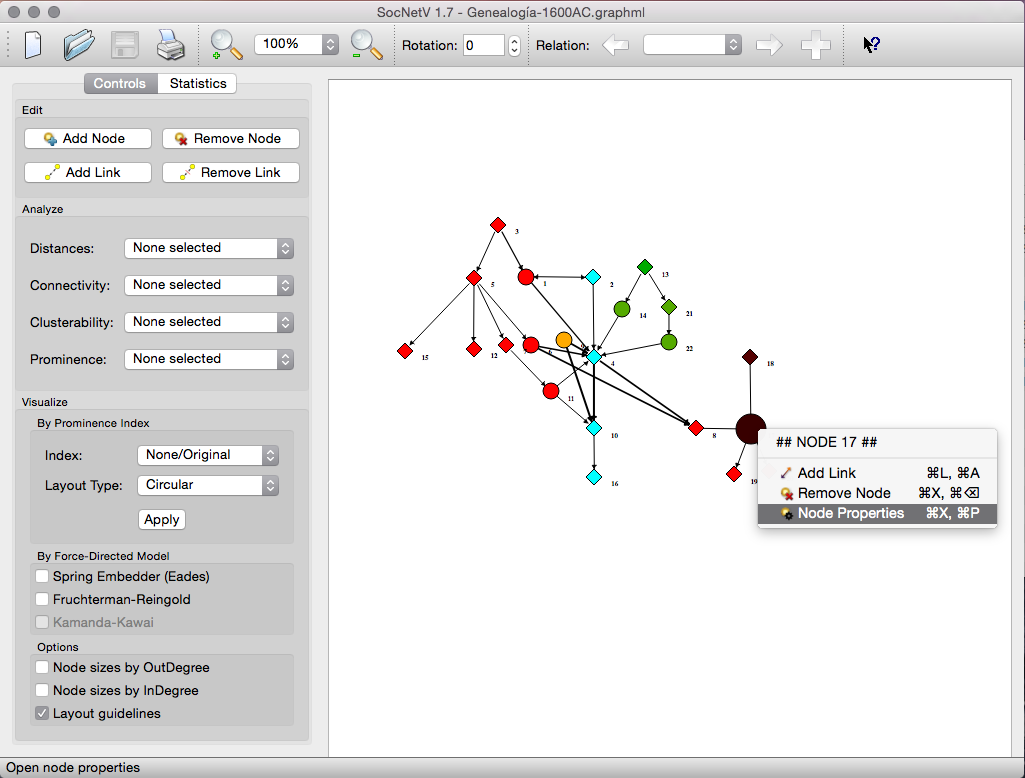 SocNetV 1.7 - Genealogía-1600AC.graphml
100%
Rotation: 0
Relation:
Controls Statistics
Edit
Add Node Remove Node
Add Link Remove Link
Analyze
Distances: None selected
Connectivity: None selected
Clusterability: None selected
Prominence: None selected
Visualize
By Prominence Index
Index: None/Original
Layout Type: Circular
Apply
By Force-Directed Model
Spring Embedder (Eades)
Fruchterman-Reingold
Kamanda-Kawai
Options
Node sizes by OutDegree
Node sizes by InDegree
Layout guidelines
3
5
1
2
13
14
21
22
15
12
4
18
11
10
8
16
19
## NODE 17 ##
Add Link ⌘L, ⌘A
Remove Node ⌘X, ⌘⌫
Node Properties ⌘X, ⌘P
Open node properties